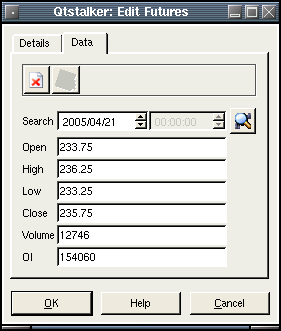 Qtstalker: Edit Futures
Details Data
Search 2005/04/21 00:00:00
Open 233.75
High 236.25
Low 233.25
Close 235.75
Volume 12746
OI 154060
OK Help Cancel